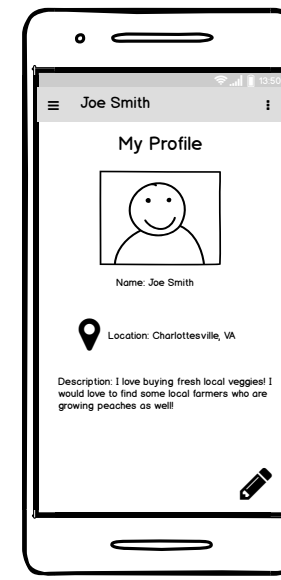 13:50
Joe Smith
My Profile
Name: Joe Smith
Location: Charlottesville, VA
Description: I love buying fresh local veggies! I
would love to find some local farmers who are
growing peaches as well!